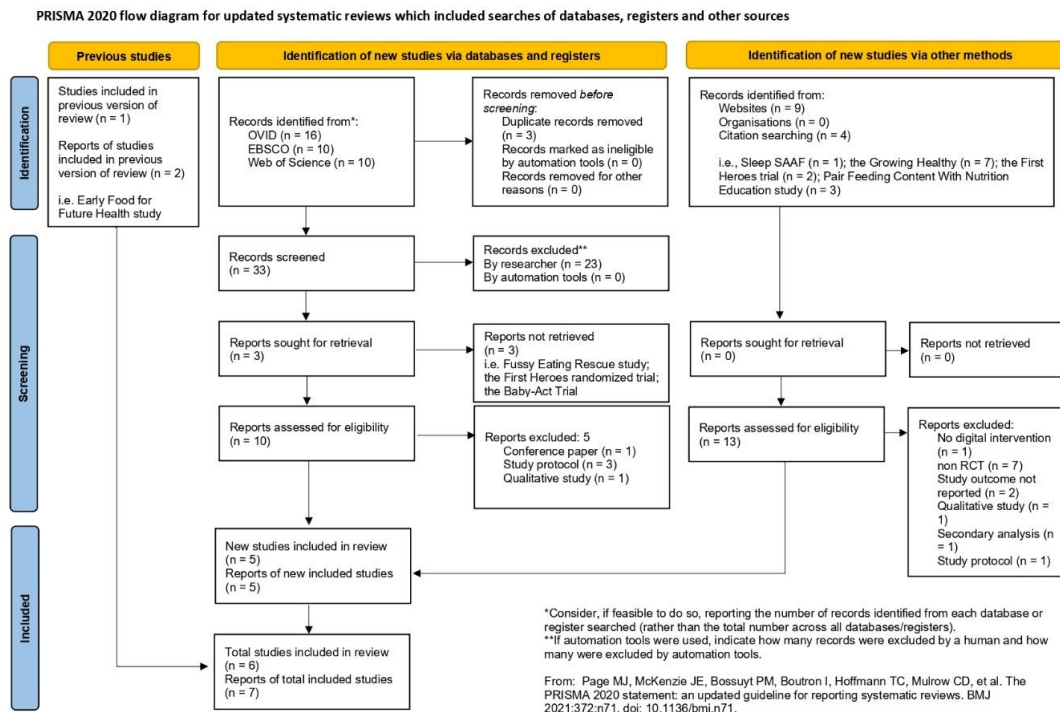 PRISMA 2020 flow diagram for updated systematic reviews which included searches of databases, registers and other sources
Previous studies
Identification of new studies via databases and registers
Identification of new studies via other methods
Identification
Studies included in
previous version of
review (n = 1)
Reports of studies
included in previous
version of review (n = 2)
i.e. Early Food for
Future Health study
Records identified from*:
OVID (n = 16)
EBSCO (n = 10)
Web of Science (n = 10)
Records removed before
screening:
Duplicate records removed
(n = 3)
Records marked as ineligible
by automation tools (n = 0)
Records removed for other
reasons (n = 0)
Records identified from:
Websites (n = 9)
Organisations (n = 0)
Citation searching (n = 4)
i.e., Sleep SAAF (n = 1); the Growing Healthy (n = 7); the First
Heroes trial (n = 2); Pair Feeding Content With Nutrition
Education study (n = 3)
Screening
Records screened
(n = 33)
Records excluded**
By researcher (n = 23)
By automation tools (n = 0)
Reports sought for retrieval
(n = 3)
Reports not retrieved
(n = 3)
i.e. Fussy Eating Rescue study;
the First Heroes randomized trial;
the Baby-Act Trial
Reports sought for retrieval
(n = 0)
Reports not retrieved
(n = 0)
Reports assessed for eligibility
(n = 10)
Reports excluded: 5
Conference paper (n = 1)
Study protocol (n = 3)
Qualitative study (n = 1)
Reports assessed for eligibility
(n = 13)
Reports excluded:
No digital intervention
(n = 1)
non RCT (n = 7)
Study outcome not
reported (n = 2)
Qualitative study (n =
1)
Secondary analysis (n
= 1)
Study protocol (n = 1)
Included
New studies included in review
(n = 5)
Reports of new included studies
(n = 5)
Total studies included in review
(n = 6)
Reports of total included studies
(n = 7)
*Consider, if feasible to do so, reporting the number of records identified from each database or
register searched (rather than the total number across all databases/registers).
**If automation tools were used, indicate how many records were excluded by a human and how
many were excluded by automation tools.
From: Page MJ, McKenzie JE, Bossuyt PM, Boutron I, Hoffmann TC, Mulrow CD, et al. The
PRISMA 2020 statement: an updated guideline for reporting systematic reviews. BMJ
2021;372:n71. doi: 10.1136/bmj.n71.